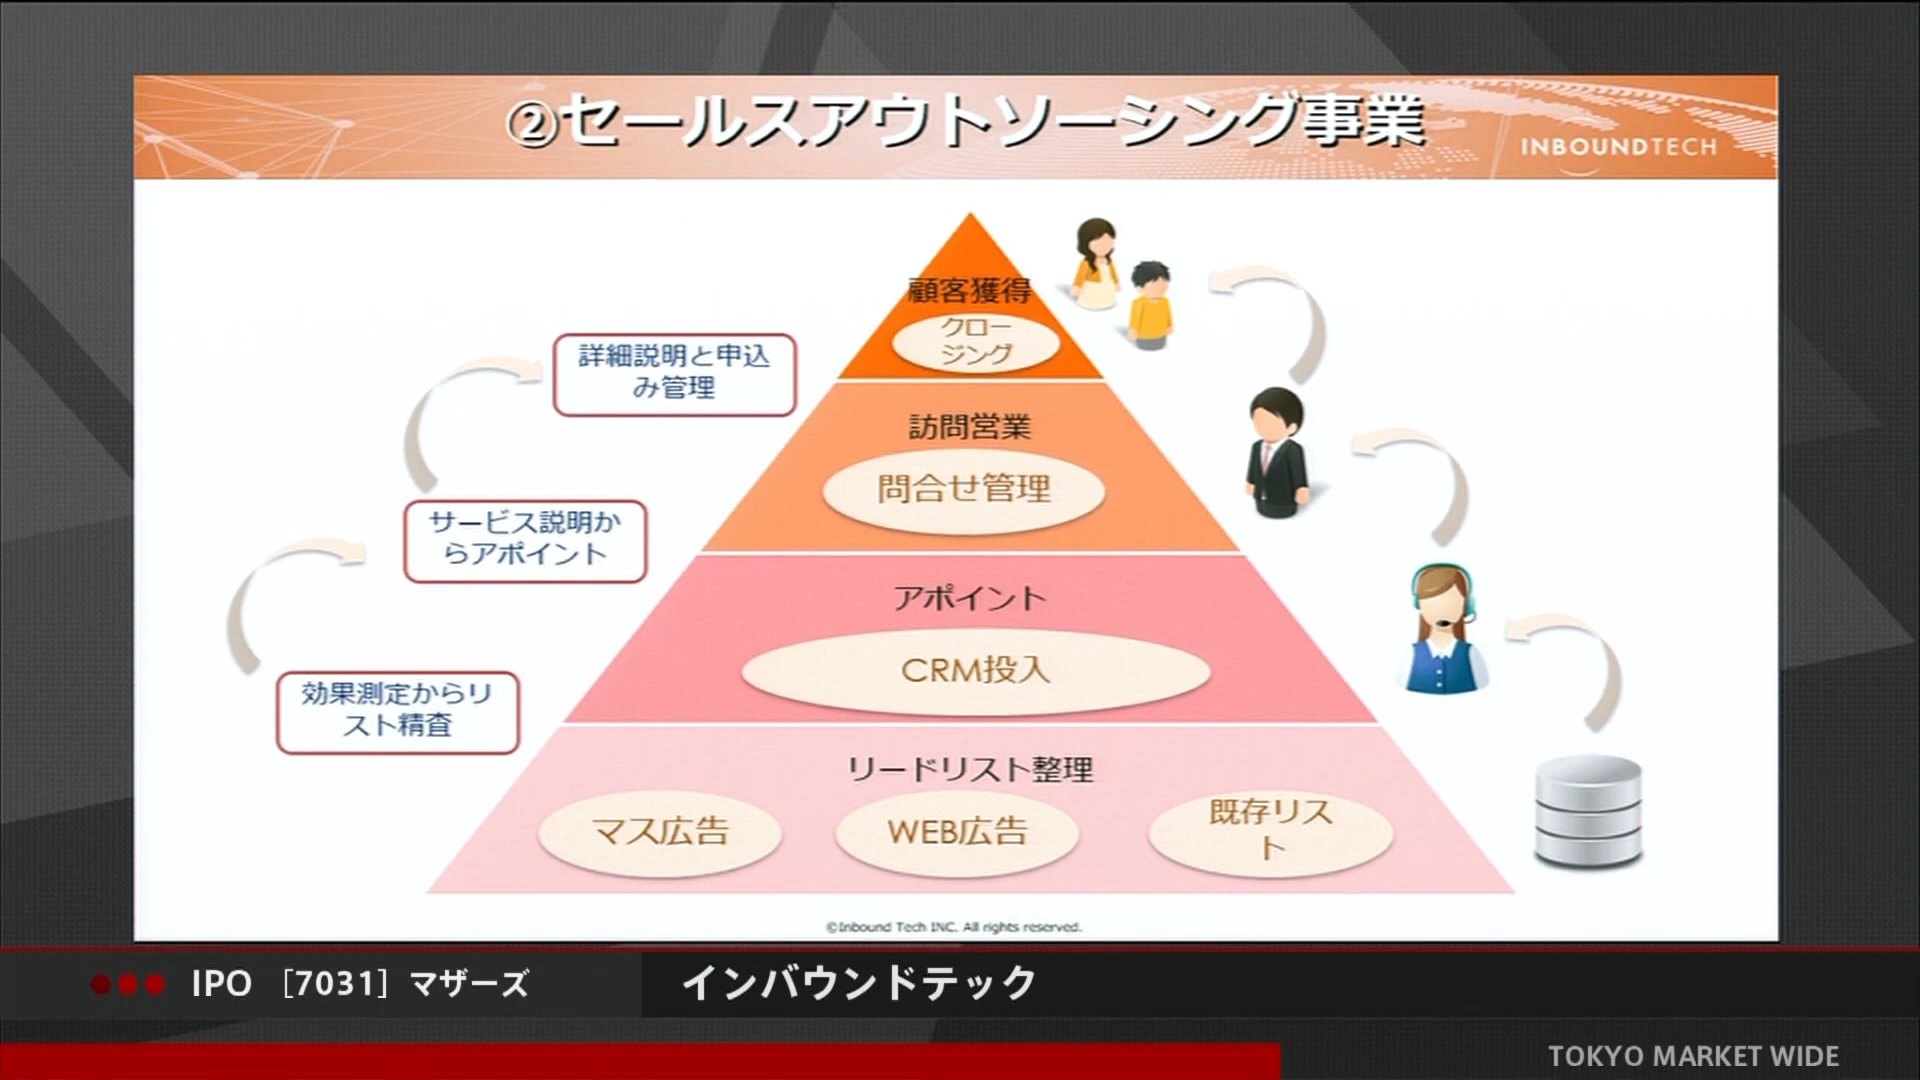 ②セールスアウトソーシング事業
INBOUNDTECH
顧客獲得
クロー
ジング
詳細説明と申込
み管理
訪問営業
問合せ管理
サービス説明か
らアポイント
アポイント
CRM投入
効果測定からリ
スト精査
リードリスト整理
マス広告
WEB広告
既存リス
ト
©Inbound Tech INC. All rights reserved.
IPO [7031] マザーズ
インバウンドテック
TOKYO MARKET WIDE